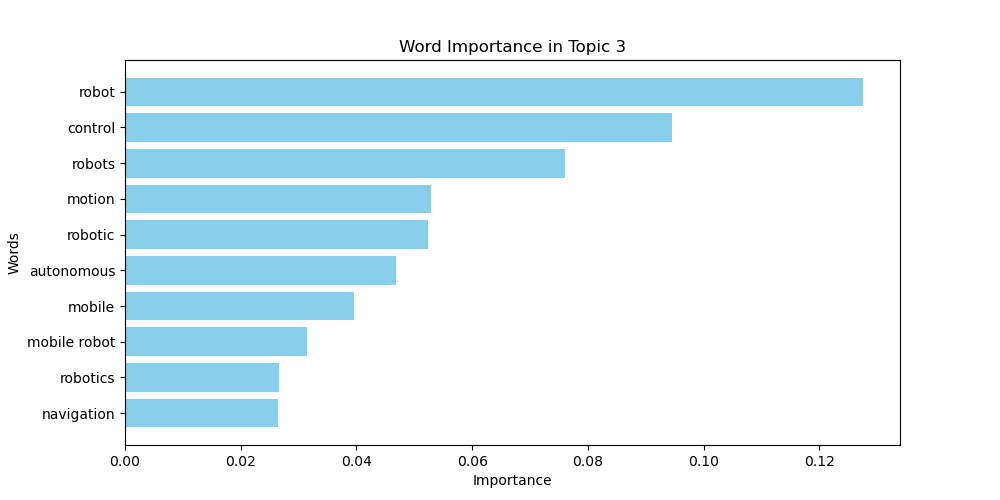 Word Importance in Topic 3
Words
robot
control
robots
motion
robotic
autonomous
mobile
mobile robot
robotics
navigation
0.00 0.02 0.04 0.06 0.08 0.10 0.12
Importance